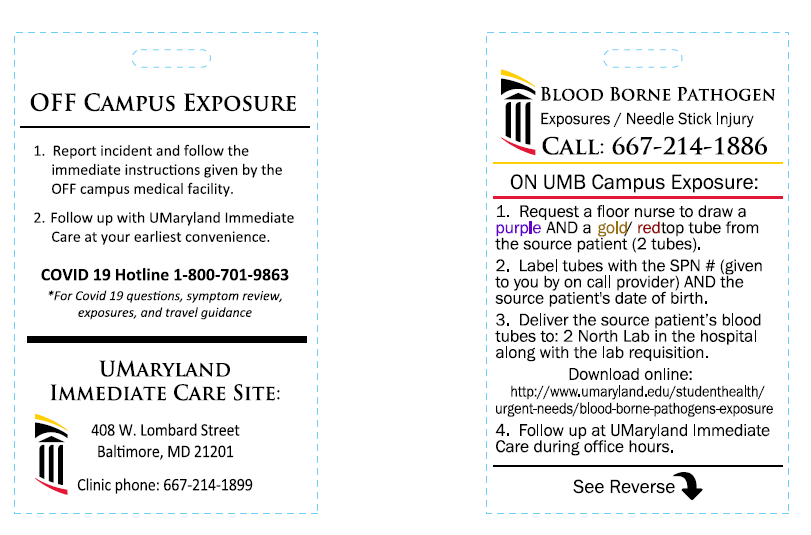 OFF CAMPUS EXPOSURE
1. Report incident and follow the
immediate instructions given by the
OFF campus medical facility.
2. Follow up with UMaryland Immediate
Care at your earliest convenience.
COVID 19 Hotline 1-800-701-9863
*For Covid 19 questions, symptom review,
exposures, and travel guidance
UMARYLAND
IMMEDIATE CARE SITE:
408 W. Lombard Street
Baltimore, MD 21201
Clinic phone: 667-214-1899
BLOOD BORNE PATHOGEN
Exposures / Needle Stick Injury
CALL: 667-214-1886
ON UMB Campus Exposure:
1. Request a floor nurse to draw a
purple AND a gold/ redtop tube from
the source patient (2 tubes).
2. Label tubes with the SPN # (given
to you by on call provider) AND the
source patient's date of birth.
3. Deliver the source patient's blood
tubes to: 2 North Lab in the hospital
along with the lab requisition.
Download online:
http://www.umaryland.edu/studenthealth/
urgent-needs/blood-borne-pathogens-exposure
4. Follow up at UMaryland Immediate
Care during office hours.
See Reverse